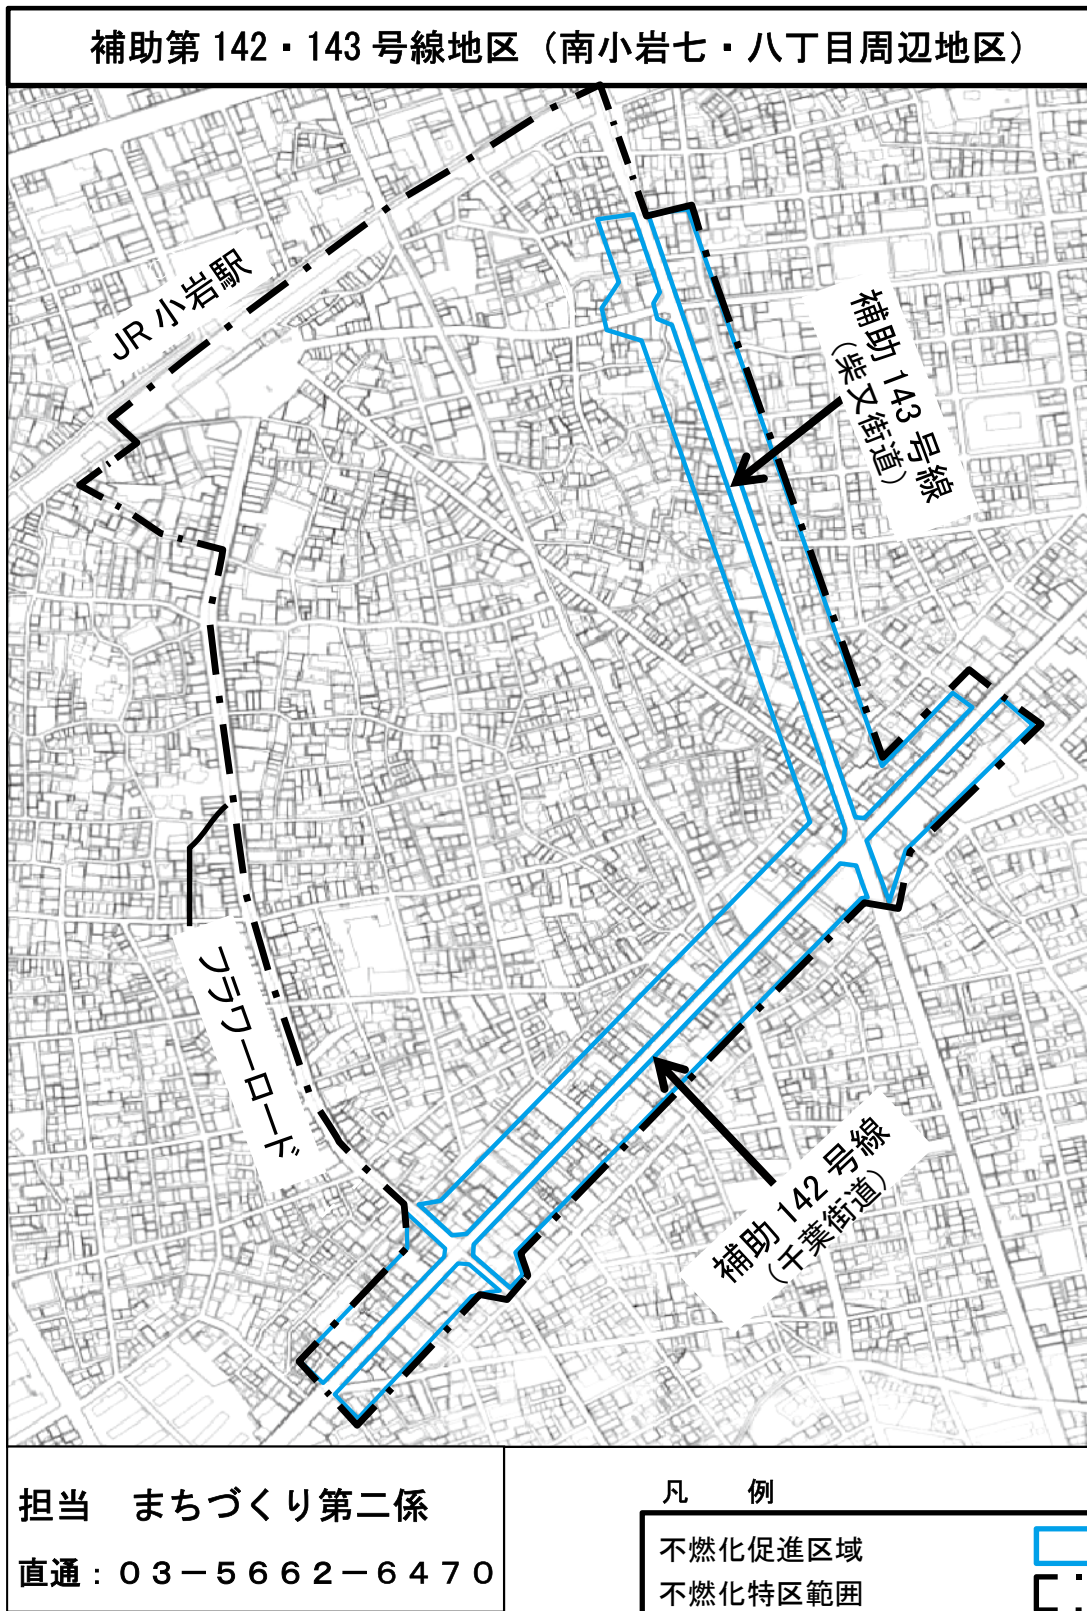 補助第142・143号線地区（南小岩七・八丁目周辺地区）
JR小岩駅
補助143号線
（柴又街道）
フラワーロード
補助142号線
（千葉街道）
担当　まちづくり第二係
直通：０３－５６６２－６４７０
凡　例
不燃化促進区域
不燃化特区範囲